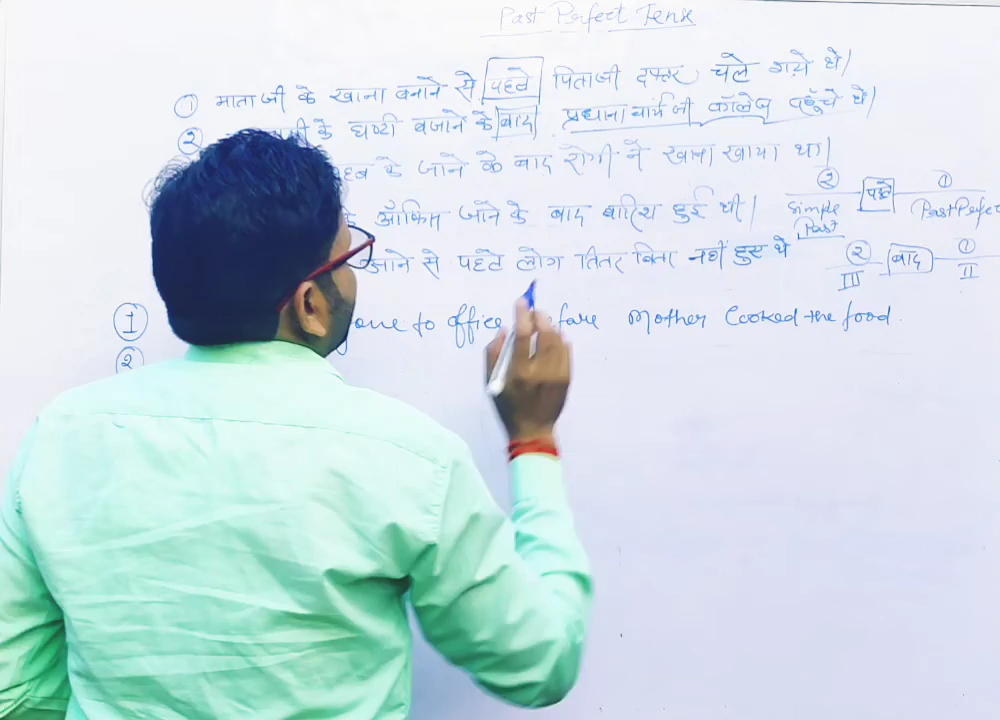 Past Perfect Tense
① माता जी के खाना बनाने से पहले पिताजी दफ्तर चले गये थे।
② के घण्टी बजाने के बाद प्रधानाचार्य जी कॉलेज पहुँचे थे।
के जाने के बाद रोगी ने खाना खाया था।
ऑफिस जाने के बाद बारिश हुई थी।
② पहले ①
Simple Past Past Perfect
जाने से पहले लोग तितर बितर नहीं हुए थे
② बाद ①
III II
① gone to office before Mother Cooked the food.
②